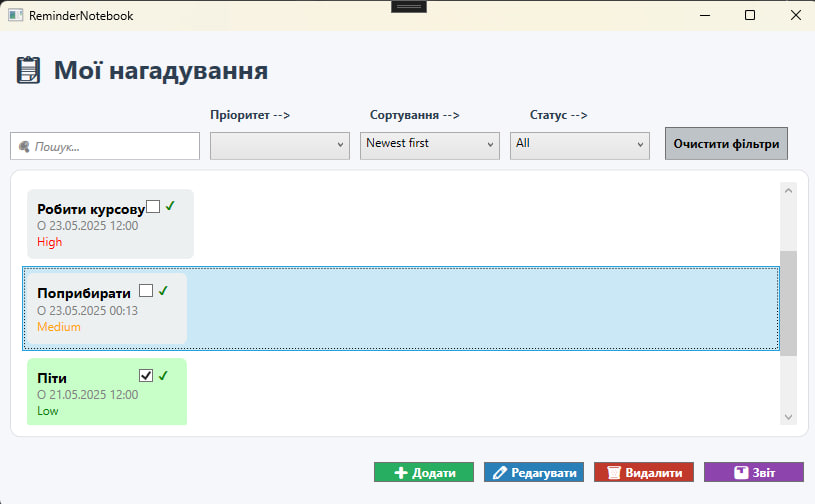 ReminderNotebook
Мої нагадування
Пріоритет -->
Сортування -->
Статус -->
Пошук...
Newest first
All
Очистити фільтри
Робити курсову
О 23.05.2025 12:00
High
Поприбирати
О 23.05.2025 00:13
Medium
Піти
О 21.05.2025 12:00
Low
Додати
Редагувати
Видалити
Звіт